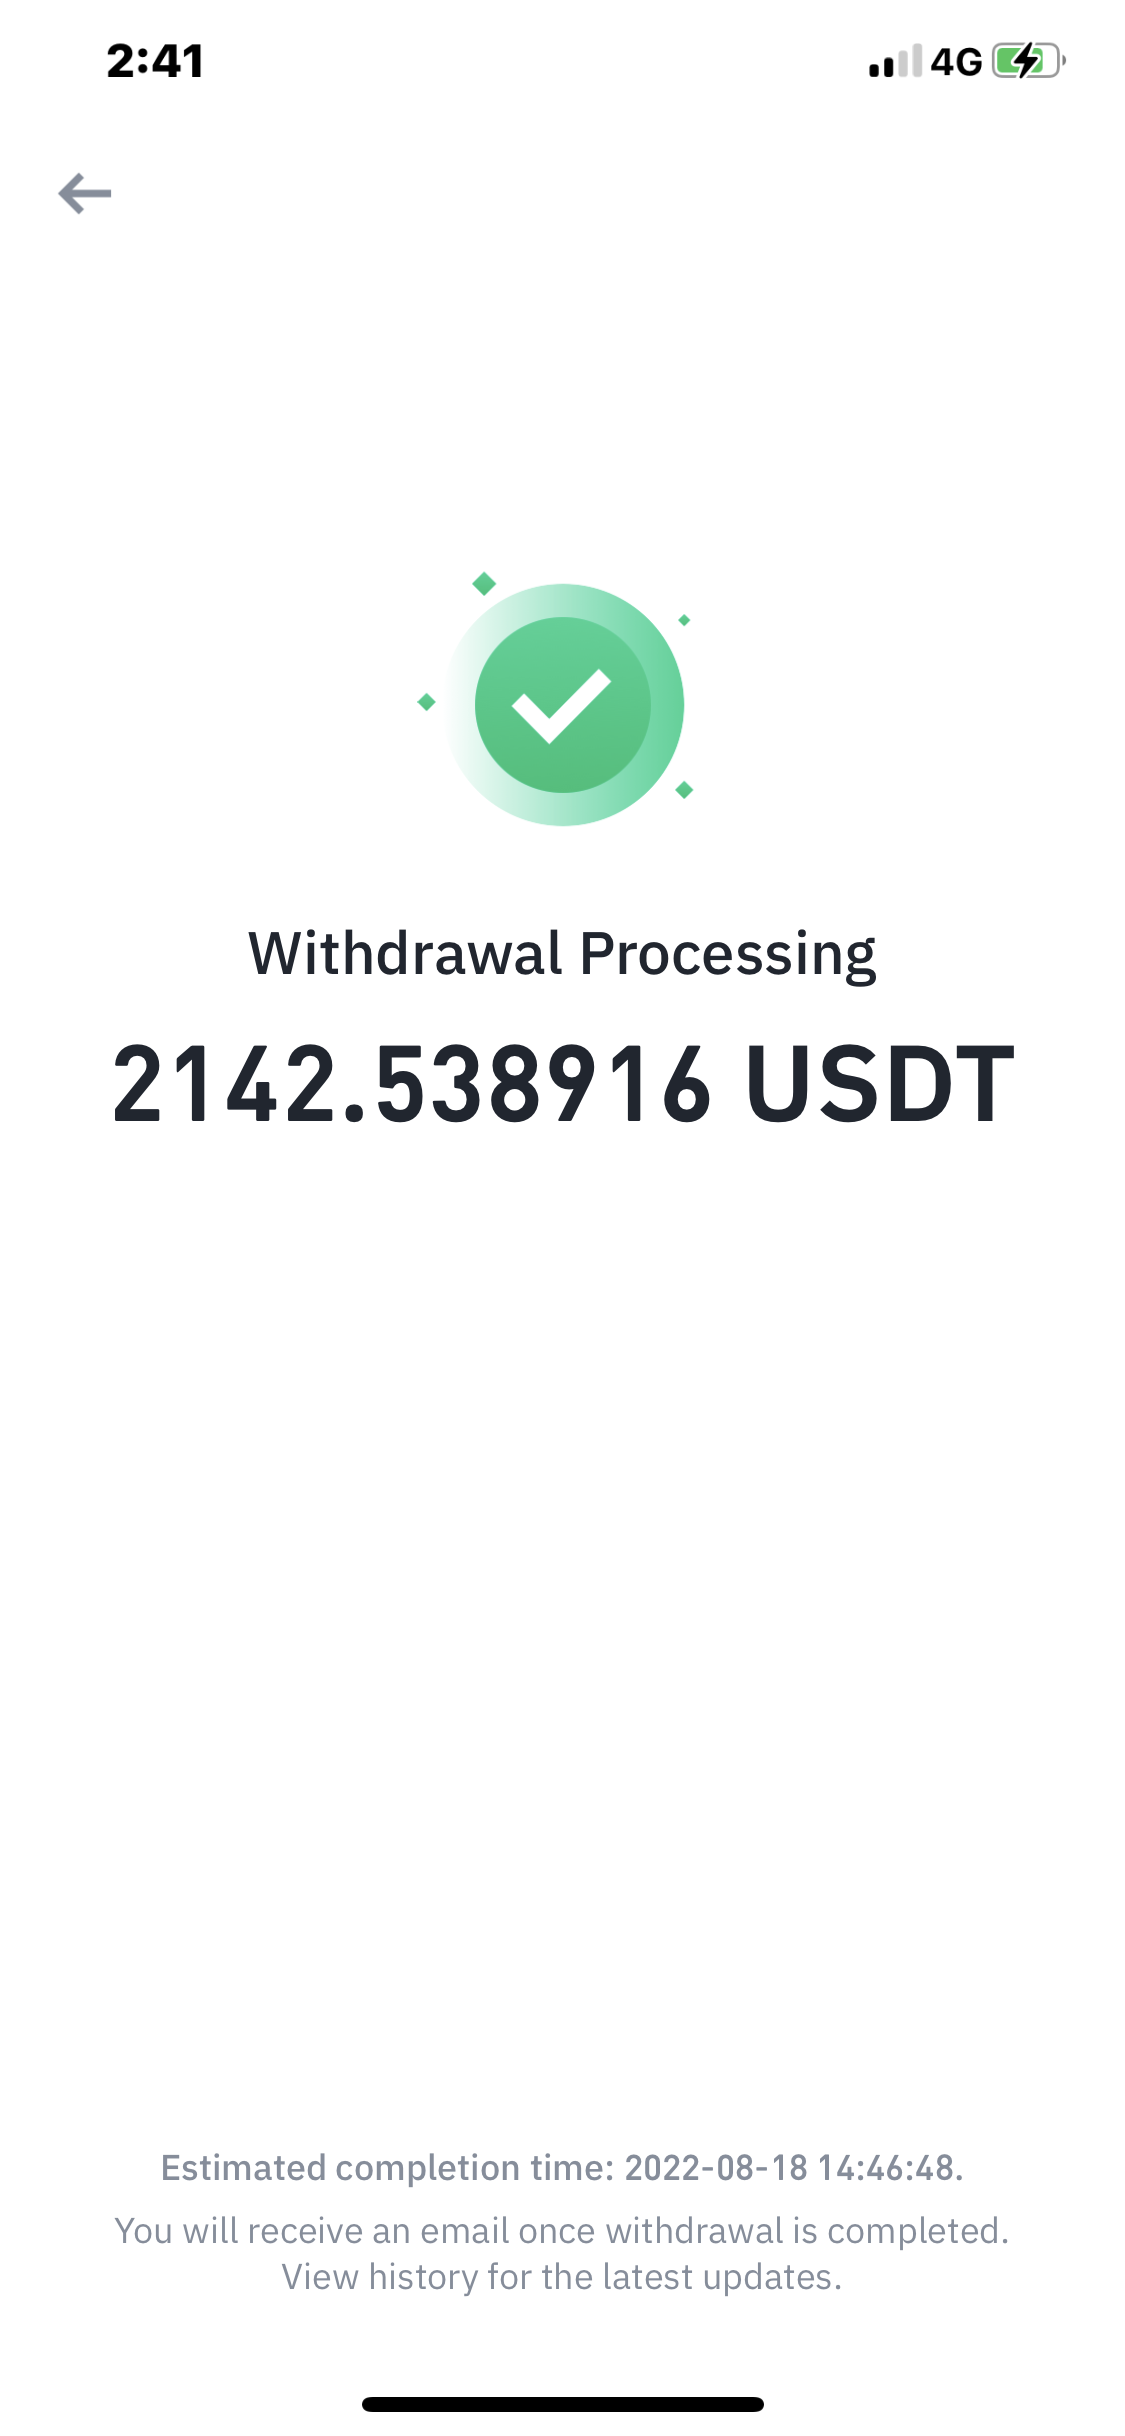 2:41
4G
Withdrawal Processing
2142.538916 USDT
Estimated completion time: 2022-08-18 14:46:48.
You will receive an email once withdrawal is completed.
View history for the latest updates.